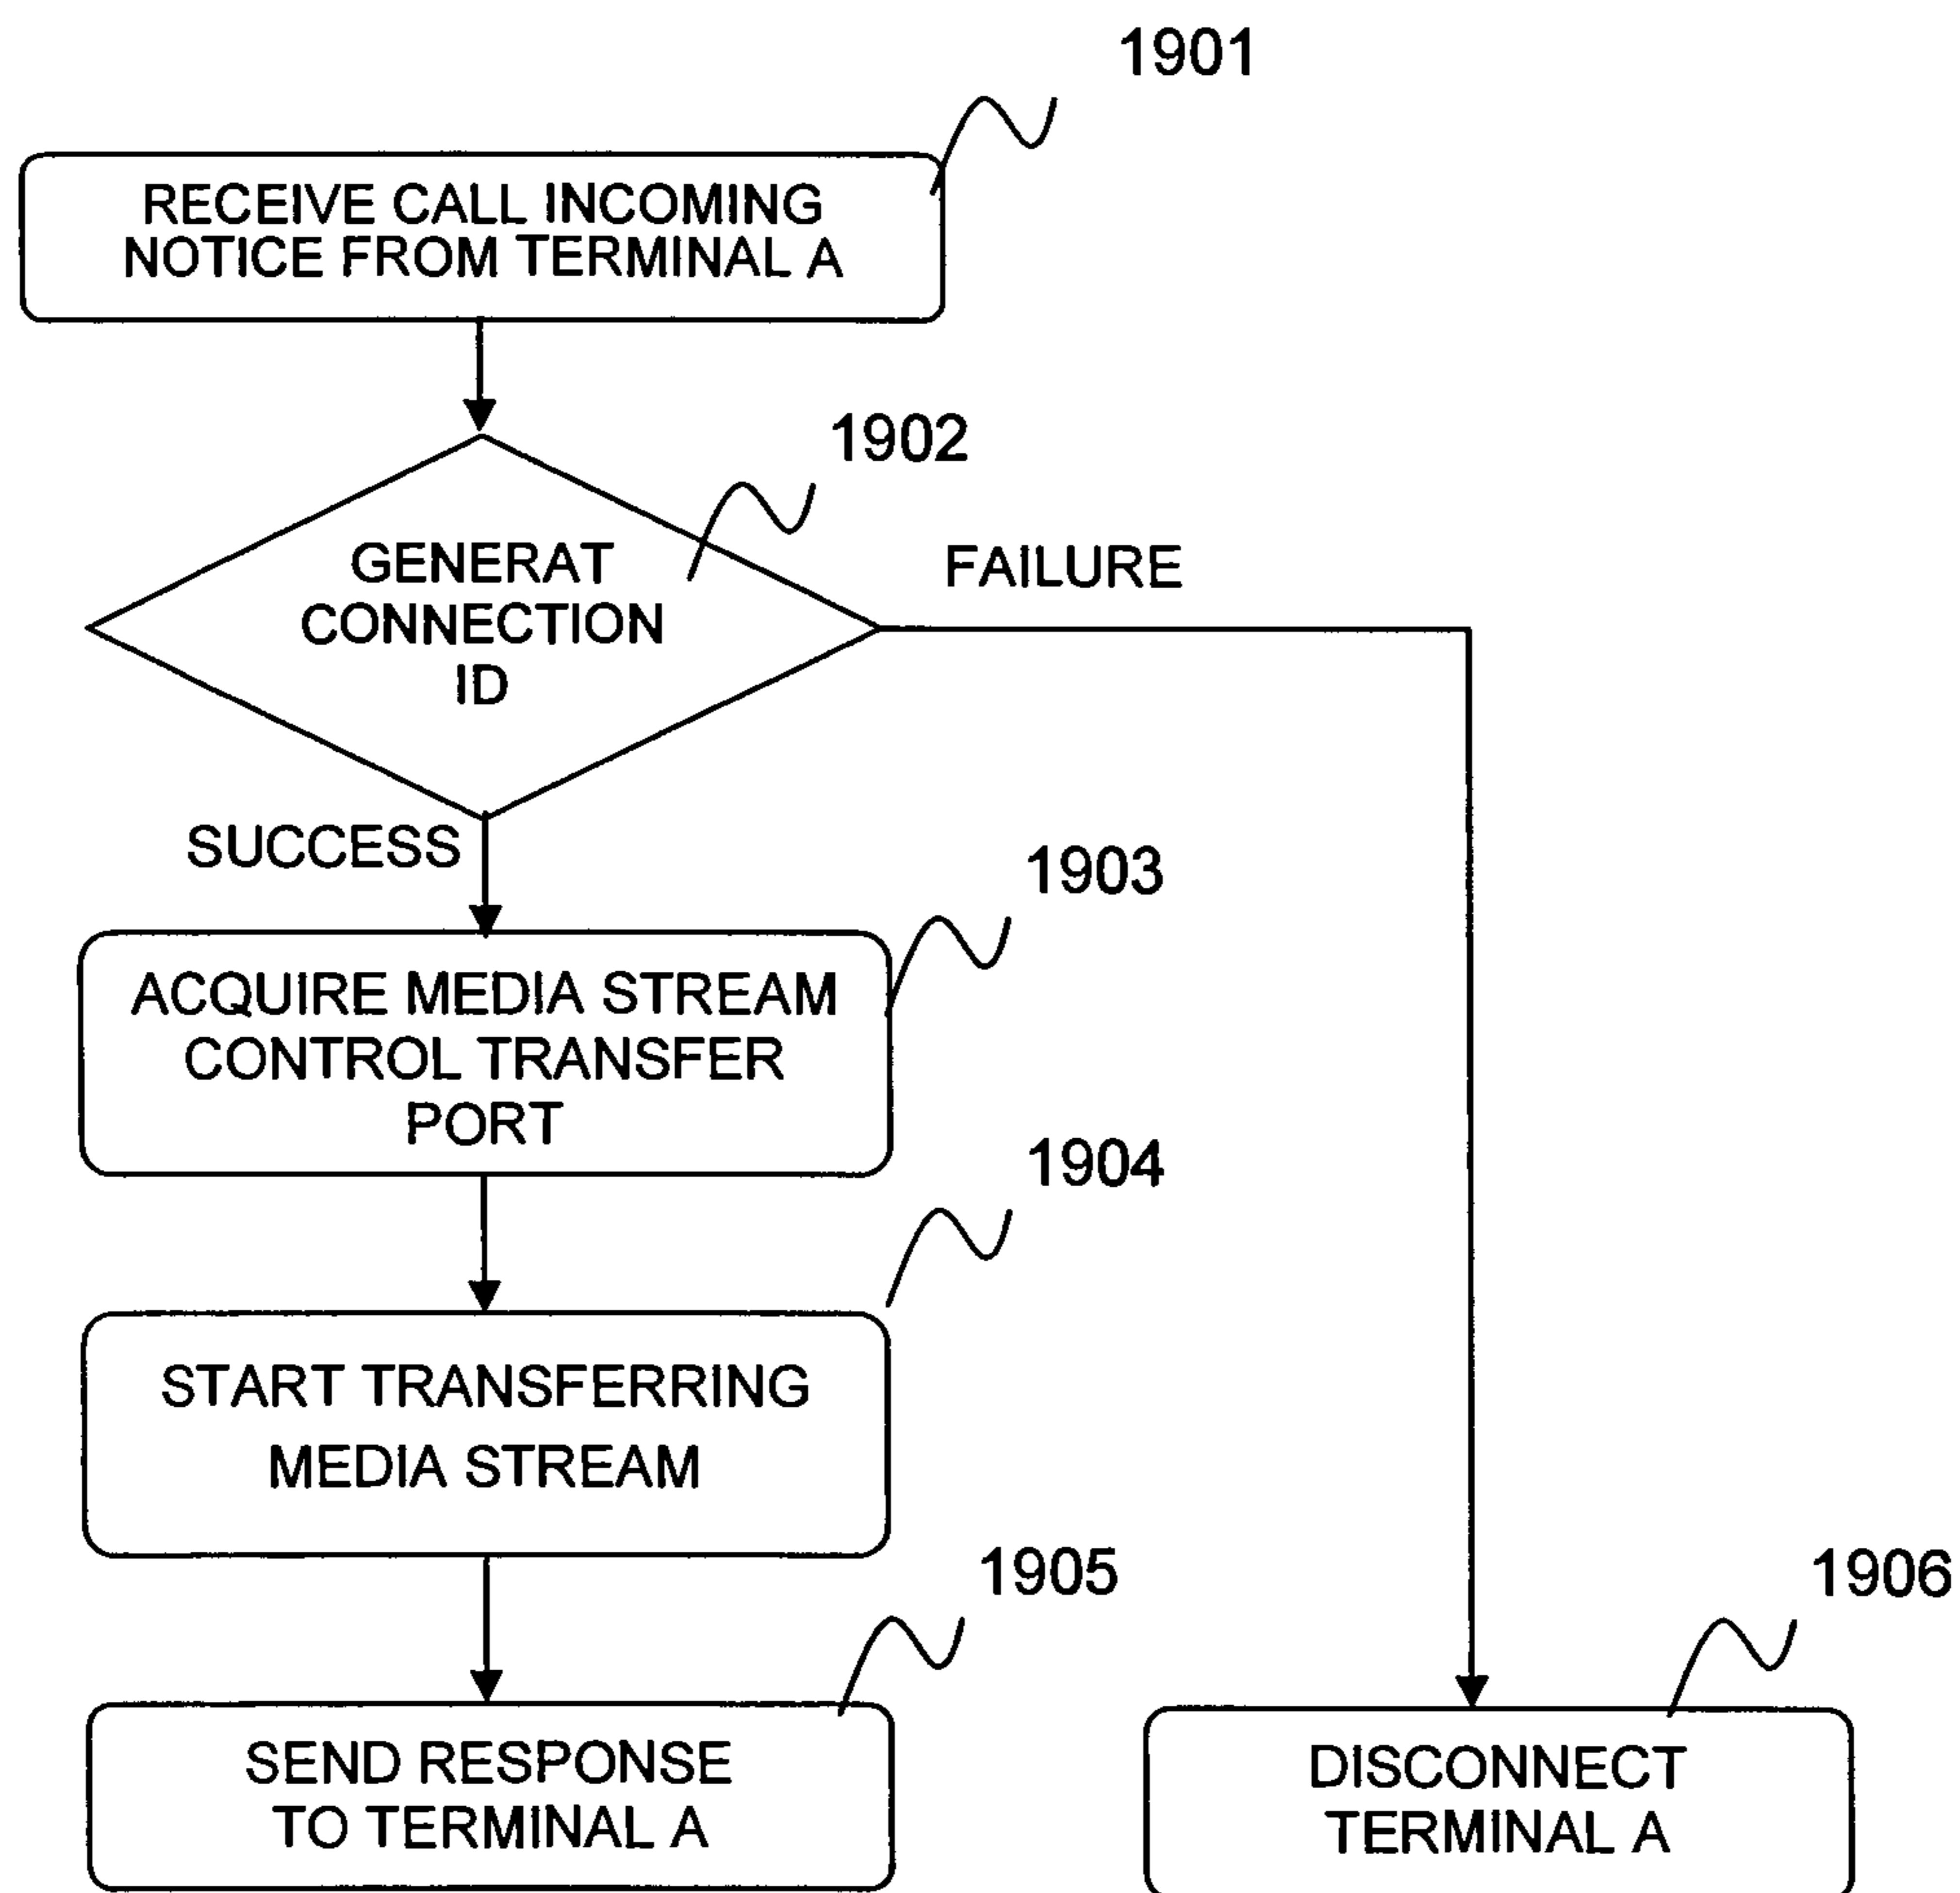 1901
RECEIVE CALL INCOMING
NOTICE FROM TERMINAL A
1902
GENERAT
CONNECTION
ID
FAILURE
SUCCESS
1903
ACQUIRE MEDIA STREAM
CONTROL TRANSFER
PORT
1904
START TRANSFERRING
MEDIA STREAM
1905
SEND RESPONSE
TO TERMINAL A
1906
DISCONNECT
TERMINAL A